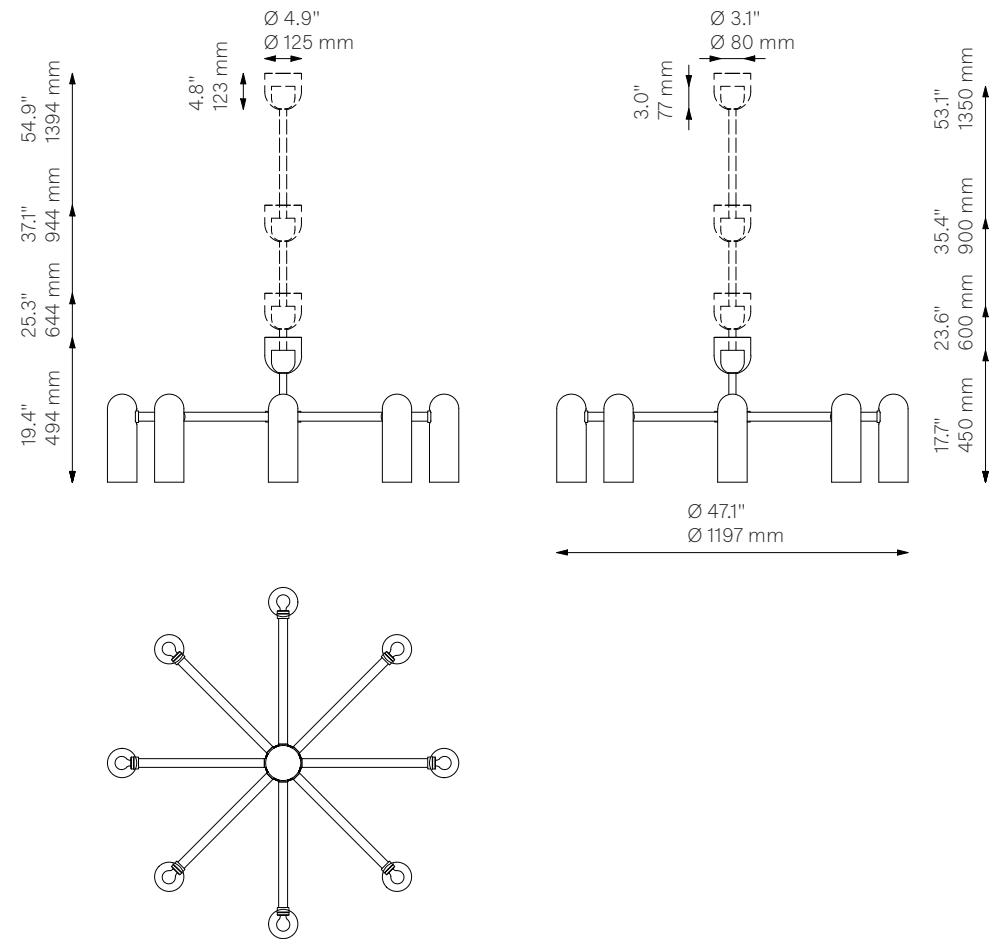 Ø 4.9"
Ø 125 mm
4.8"
123 mm
54.9"
1394 mm
37.1"
944 mm
25.3"
644 mm
19.4"
494 mm
Ø 3.1"
Ø 80 mm
3.0"
77 mm
53.1"
1350 mm
35.4"
900 mm
23.6"
600 mm
17.7"
450 mm
Ø 47.1"
Ø 1197 mm